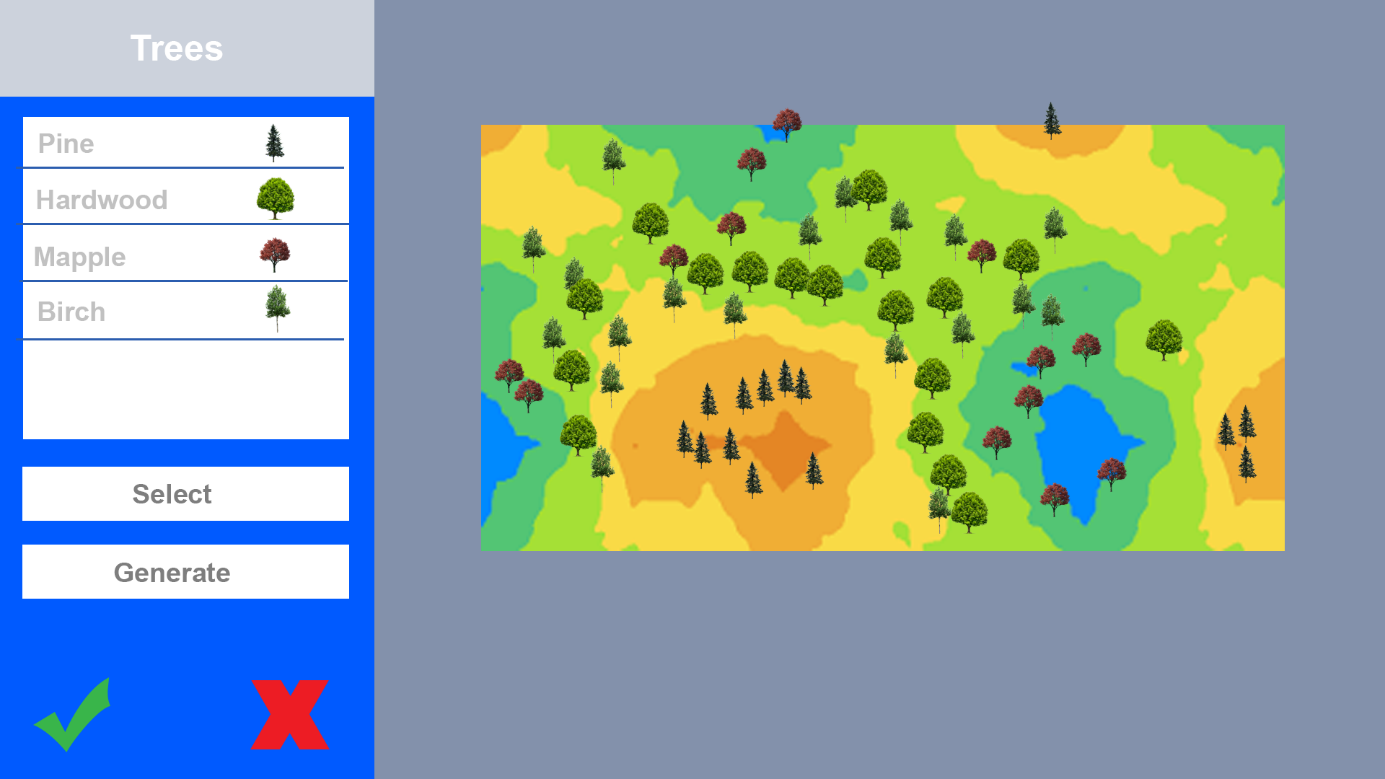 Trees
Pine
Hardwood
Mapple
Birch
Select
Generate